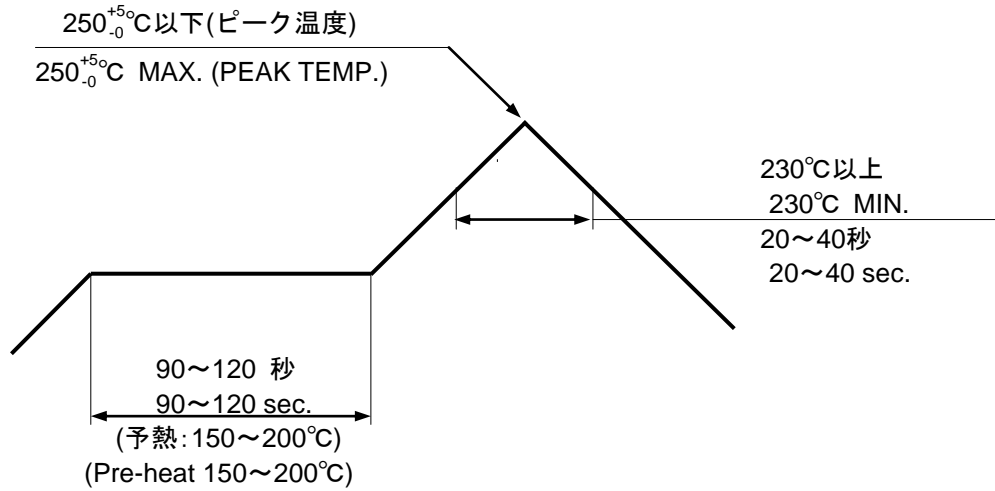 250+5-0℃以下(ピーク温度)
250+5-0℃ MAX. (PEAK TEMP.)
230℃以上
230℃ MIN.
20～40秒
20～40 sec.
90～120 秒
90～120 sec.
(予熱：150～200℃)
(Pre-heat 150～200℃)